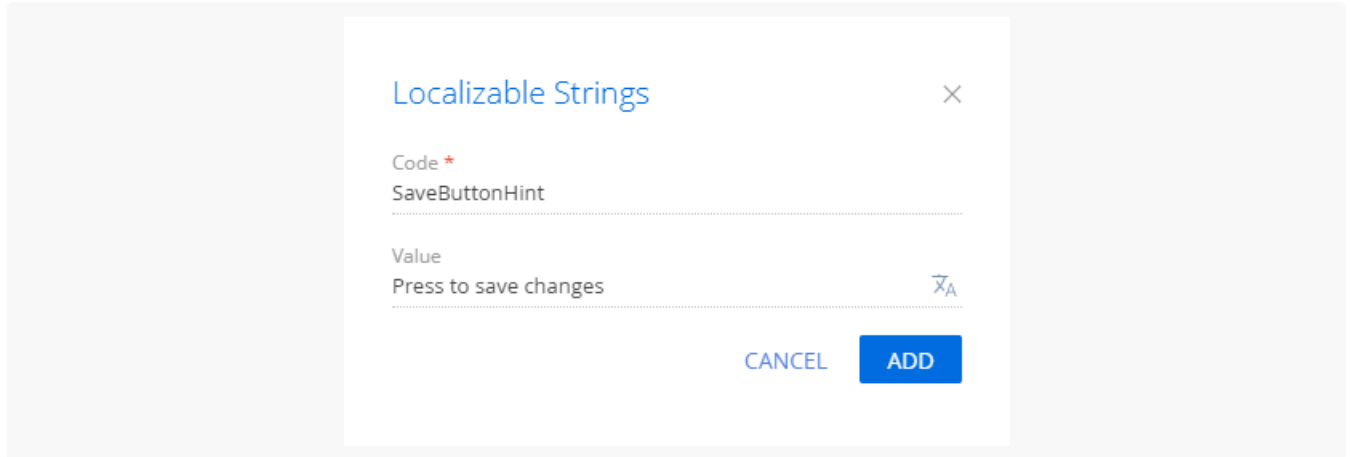 Localizable Strings
Code *
SaveButtonHint
Value
Press to save changes
CANCEL
ADD